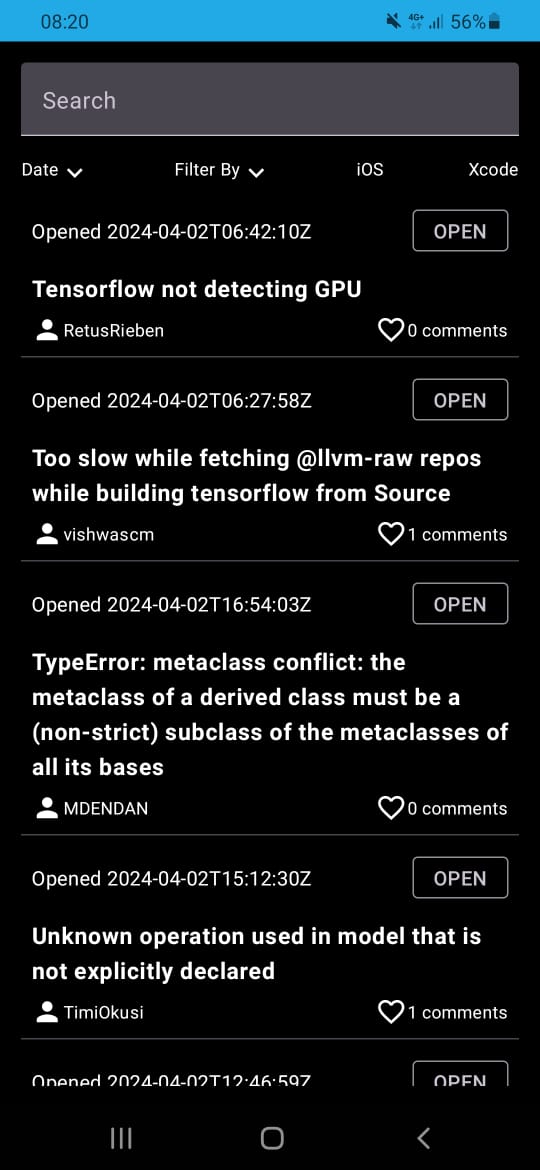 08:20
4G+ 56%
Search
Date Filter By iOS Xcode
Opened 2024-04-02T06:42:10Z OPEN
Tensorflow not detecting GPU
RetusRieben 0 comments
Opened 2024-04-02T06:27:58Z OPEN
Too slow while fetching @llvm-raw repos
while building tensorflow from Source
vishwascm 1 comments
Opened 2024-04-02T16:54:03Z OPEN
TypeError: metaclass conflict: the
metaclass of a derived class must be a
(non-strict) subclass of the metaclasses of
all its bases
MDENDAN 0 comments
Opened 2024-04-02T15:12:30Z OPEN
Unknown operation used in model that is
not explicitly declared
TimiOkusi 1 comments
Opened 2024-04-02T12:46:59Z OPEN